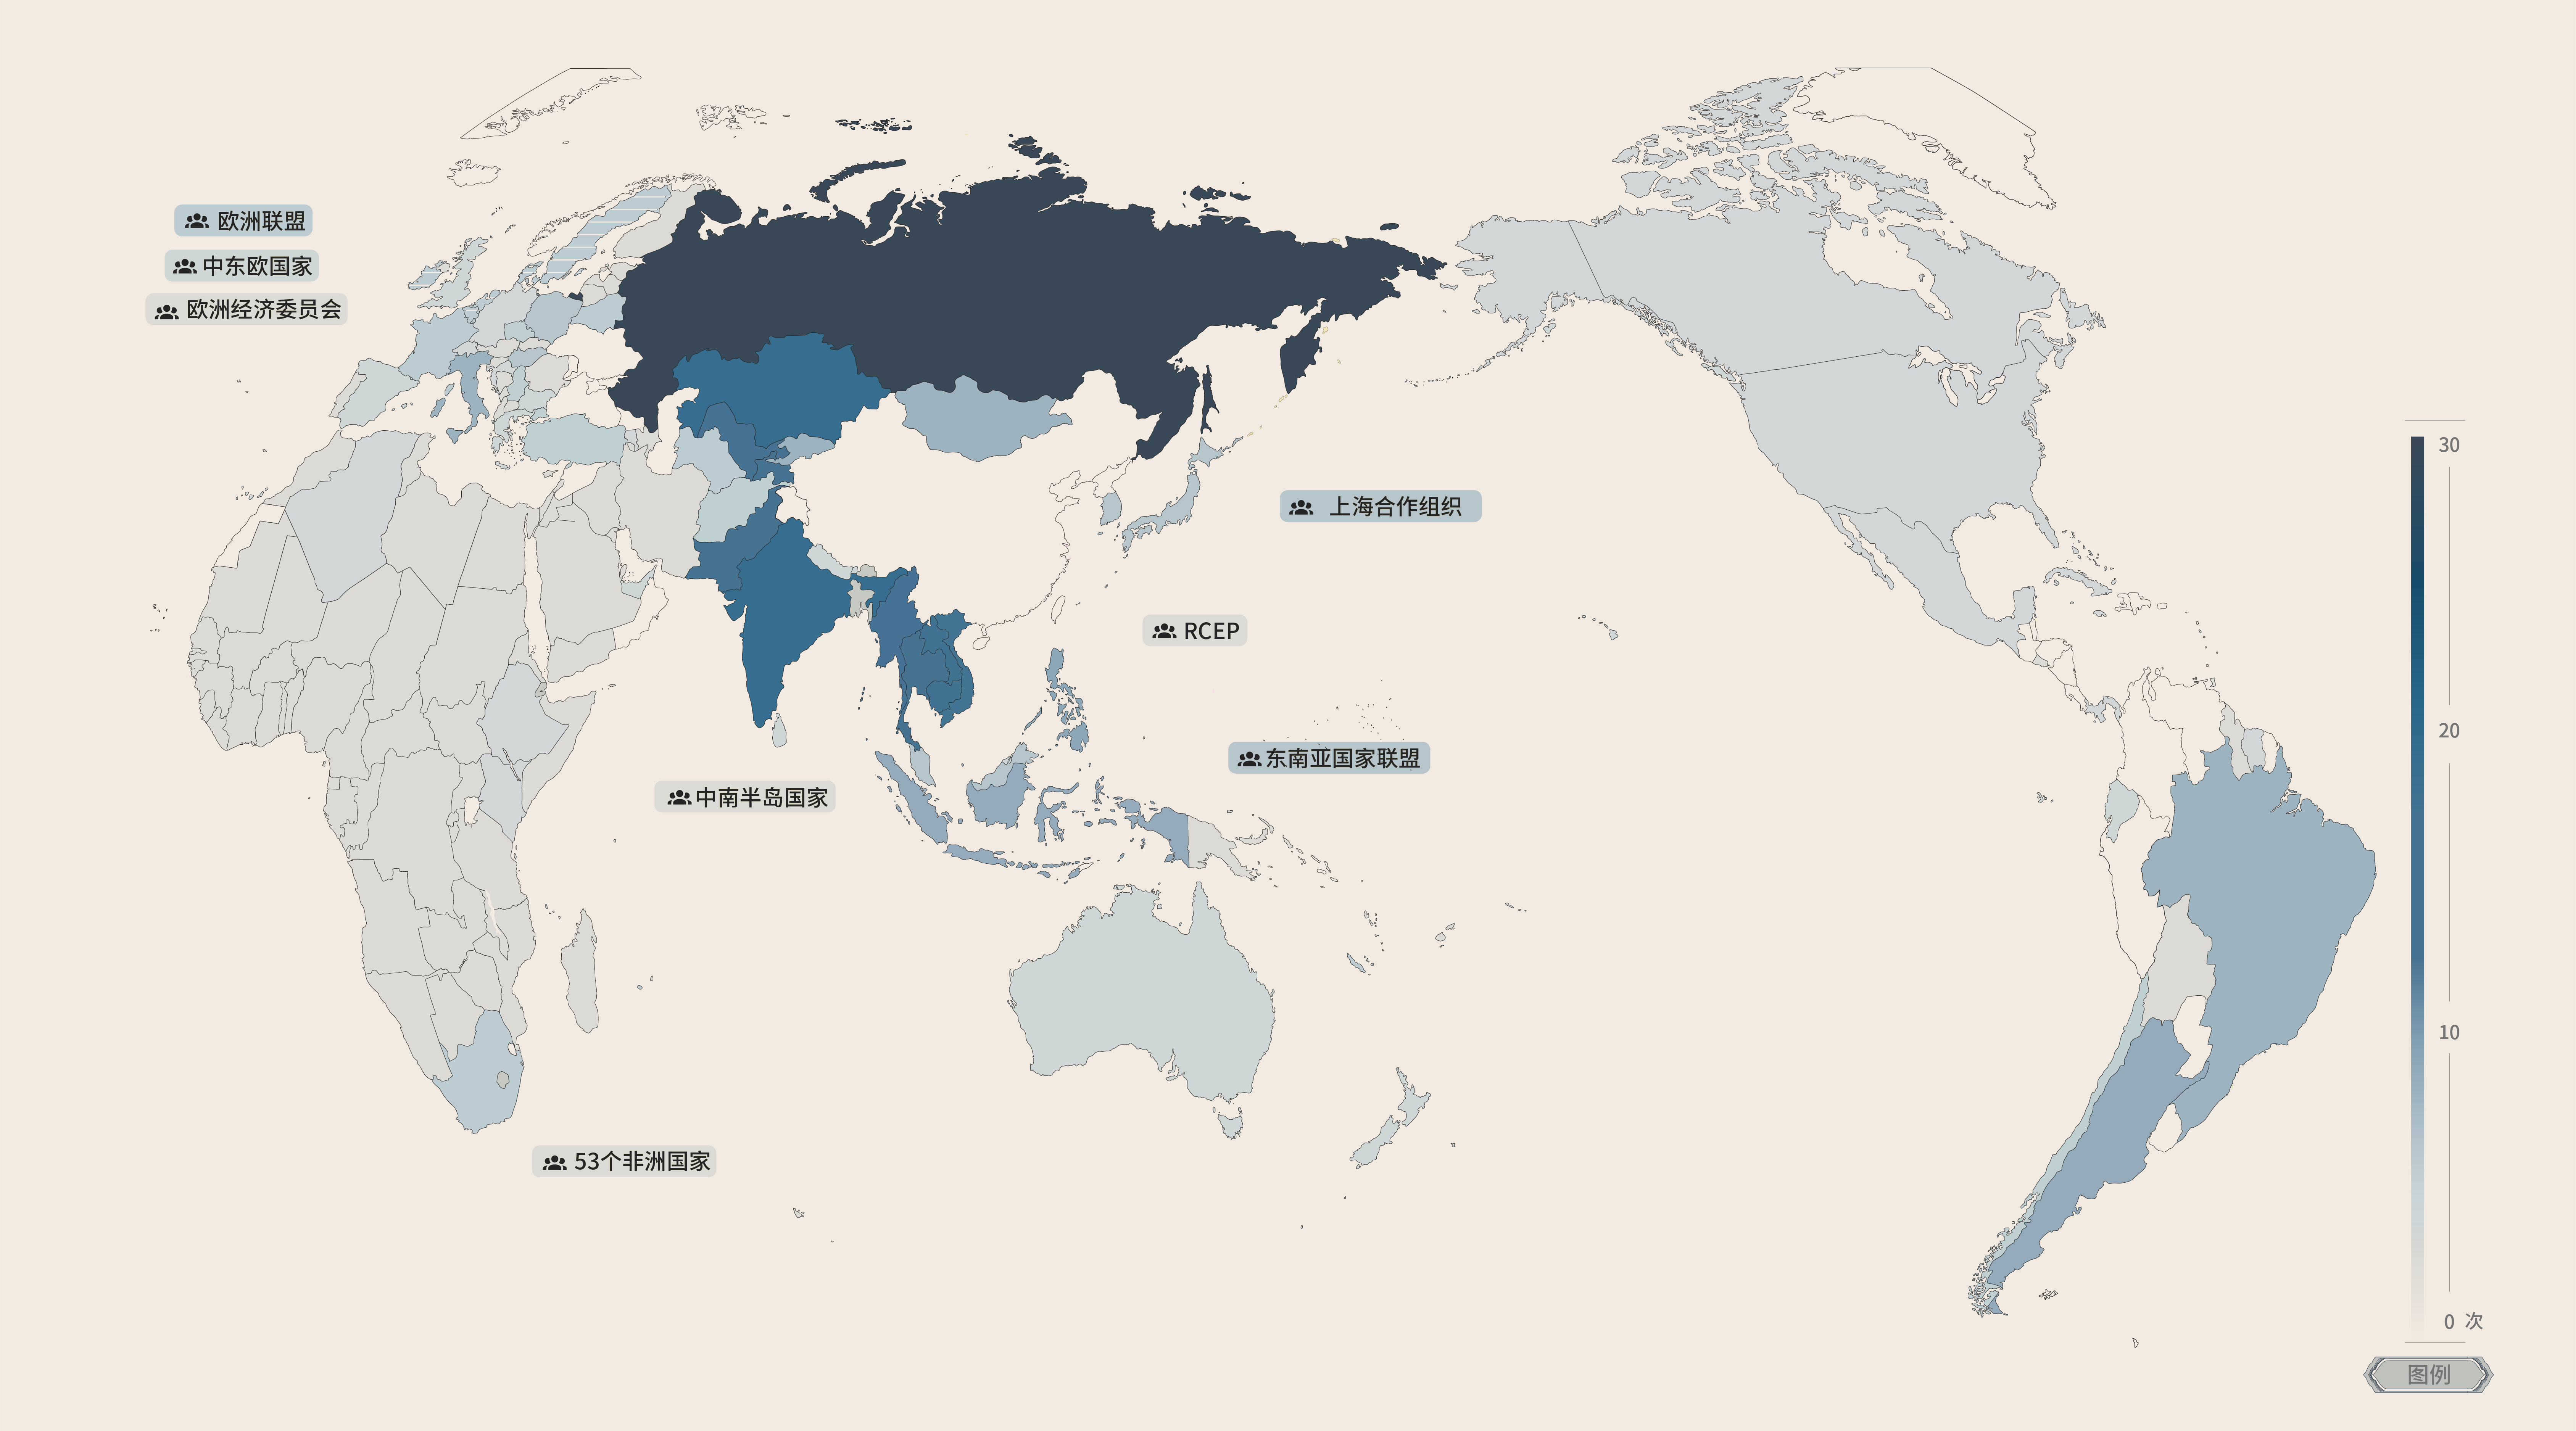 欧洲联盟
中东欧国家
欧洲经济委员会
30
上海合作组织
RCEP
20
东南亚国家联盟
中南半岛国家
10
53个非洲国家
0 次
图例